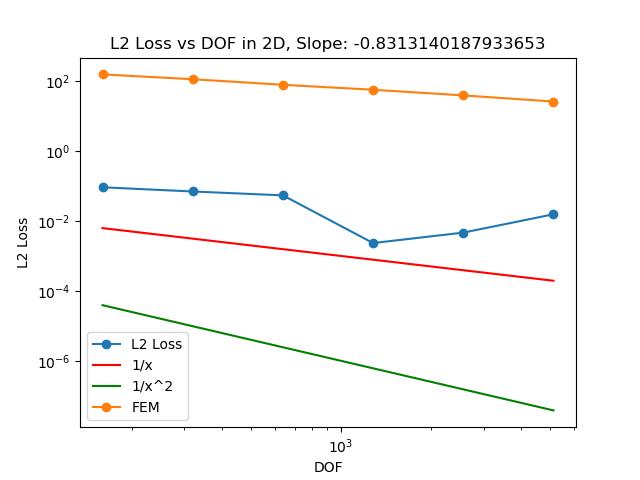 L2 Loss vs DOF in 2D, Slope: -0.8313140187933653
L2 Loss
10^2
10^0
10^-2
10^-4
10^-6
L2 Loss
1/x
1/x^2
FEM
10^3
DOF